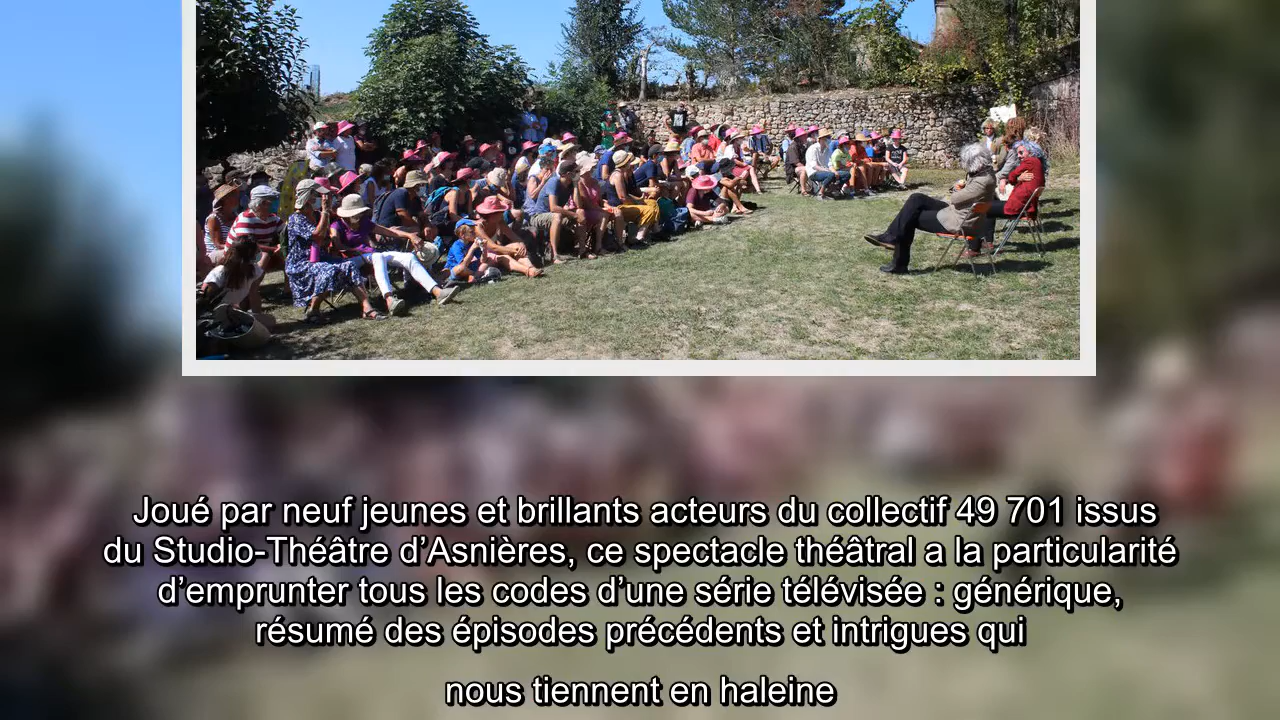 Joué par neuf jeunes et brillants acteurs du collectif 49 701 issus
du Studio-Théâtre d’Asnières, ce spectacle théâtral a la particularité
d’emprunter tous les codes d’une série télévisée : générique,
résumé des épisodes précédents et intrigues qui
nous tiennent en haleine